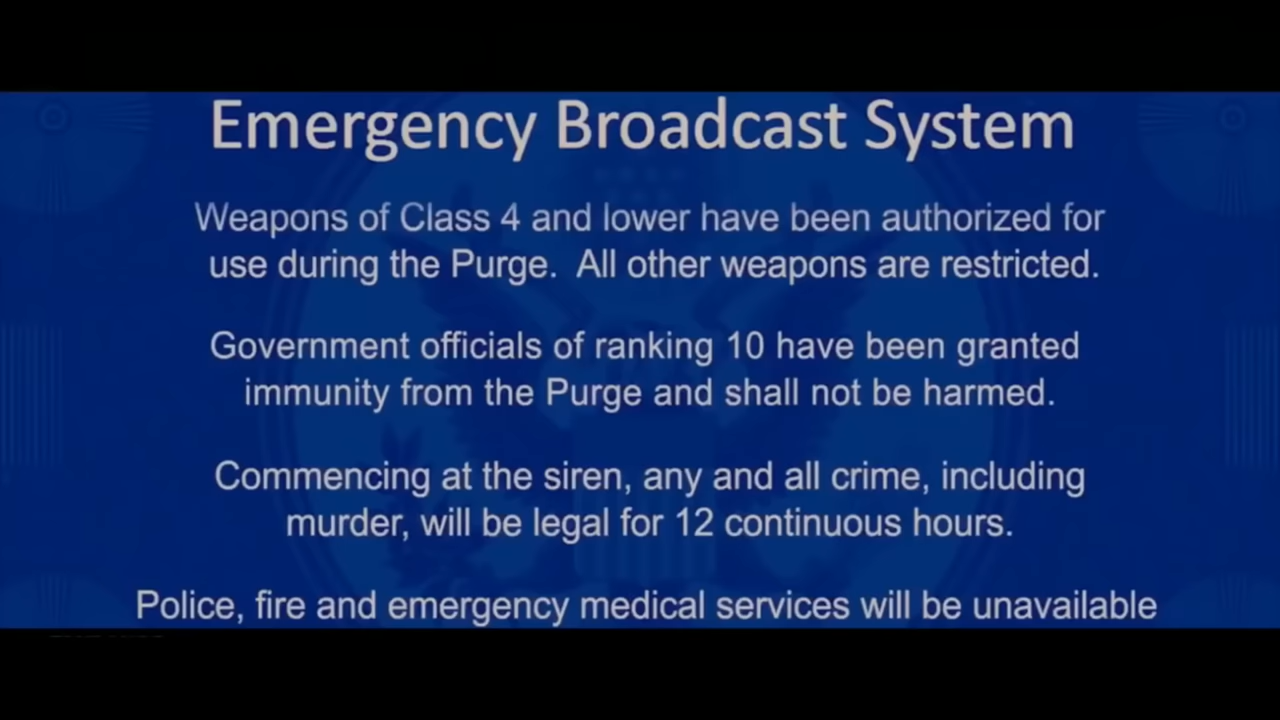 Emergency Broadcast System
Weapons of Class 4 and lower have been authorized for
use during the Purge. All other weapons are restricted.
Government officials of ranking 10 have been granted
immunity from the Purge and shall not be harmed.
Commencing at the siren, any and all crime, including
murder, will be legal for 12 continuous hours.
Police, fire and emergency medical services will be unavailable